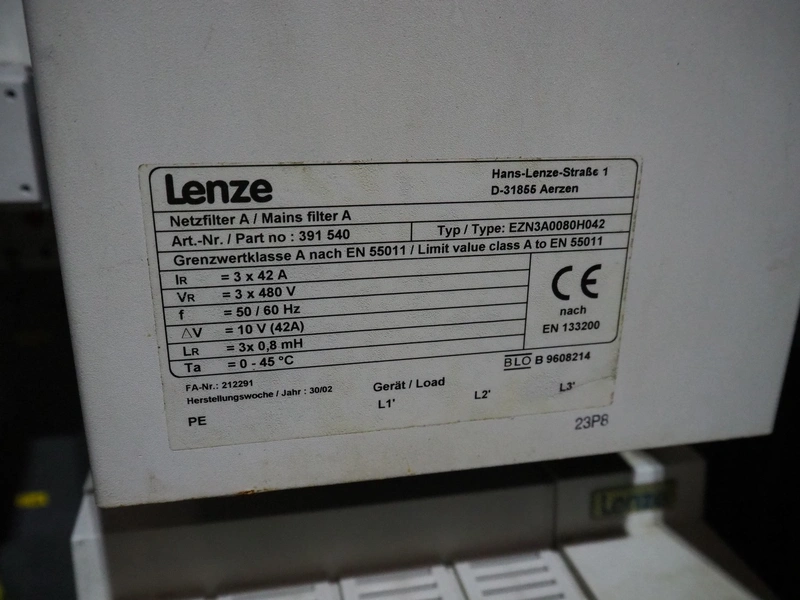 Lenze
Hans-Lenze-Straße 1
D-31855 Aerzen
Netzfilter A / Mains filter A
Art.-Nr. / Part no : 391 540
Typ / Type: EZN3A0080H042
Grenzwertklasse A nach EN 55011 / Limit value class A to EN 55011
IR = 3 x 42 A
VR = 3 x 480 V
f = 50 / 60 Hz
△V = 10 V (42A)
LR = 3x 0,8 mH
Ta = 0 - 45 °C
CE
nach
EN 133200
BLO B 9608214
FA-Nr.: 212291
Herstellungswoche / Jahr : 30/02
Gerät / Load
PE
L1'
L2'
L3'
23P8
Lenze